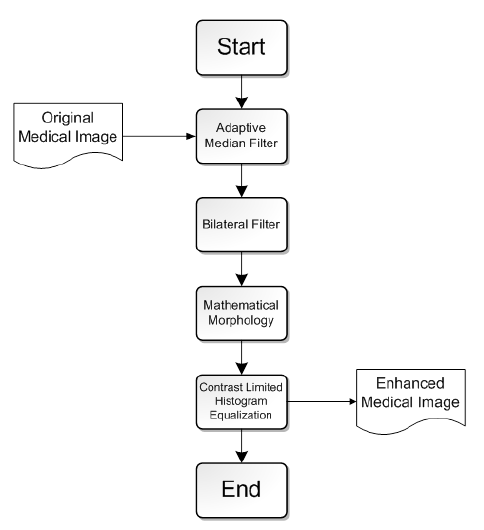 Start
Original
Medical Image
Adaptive
Median Filter
Bilateral Filter
Mathematical
Morphology
Contrast Limited
Histogram
Equalization
Enhanced
Medical Image
End